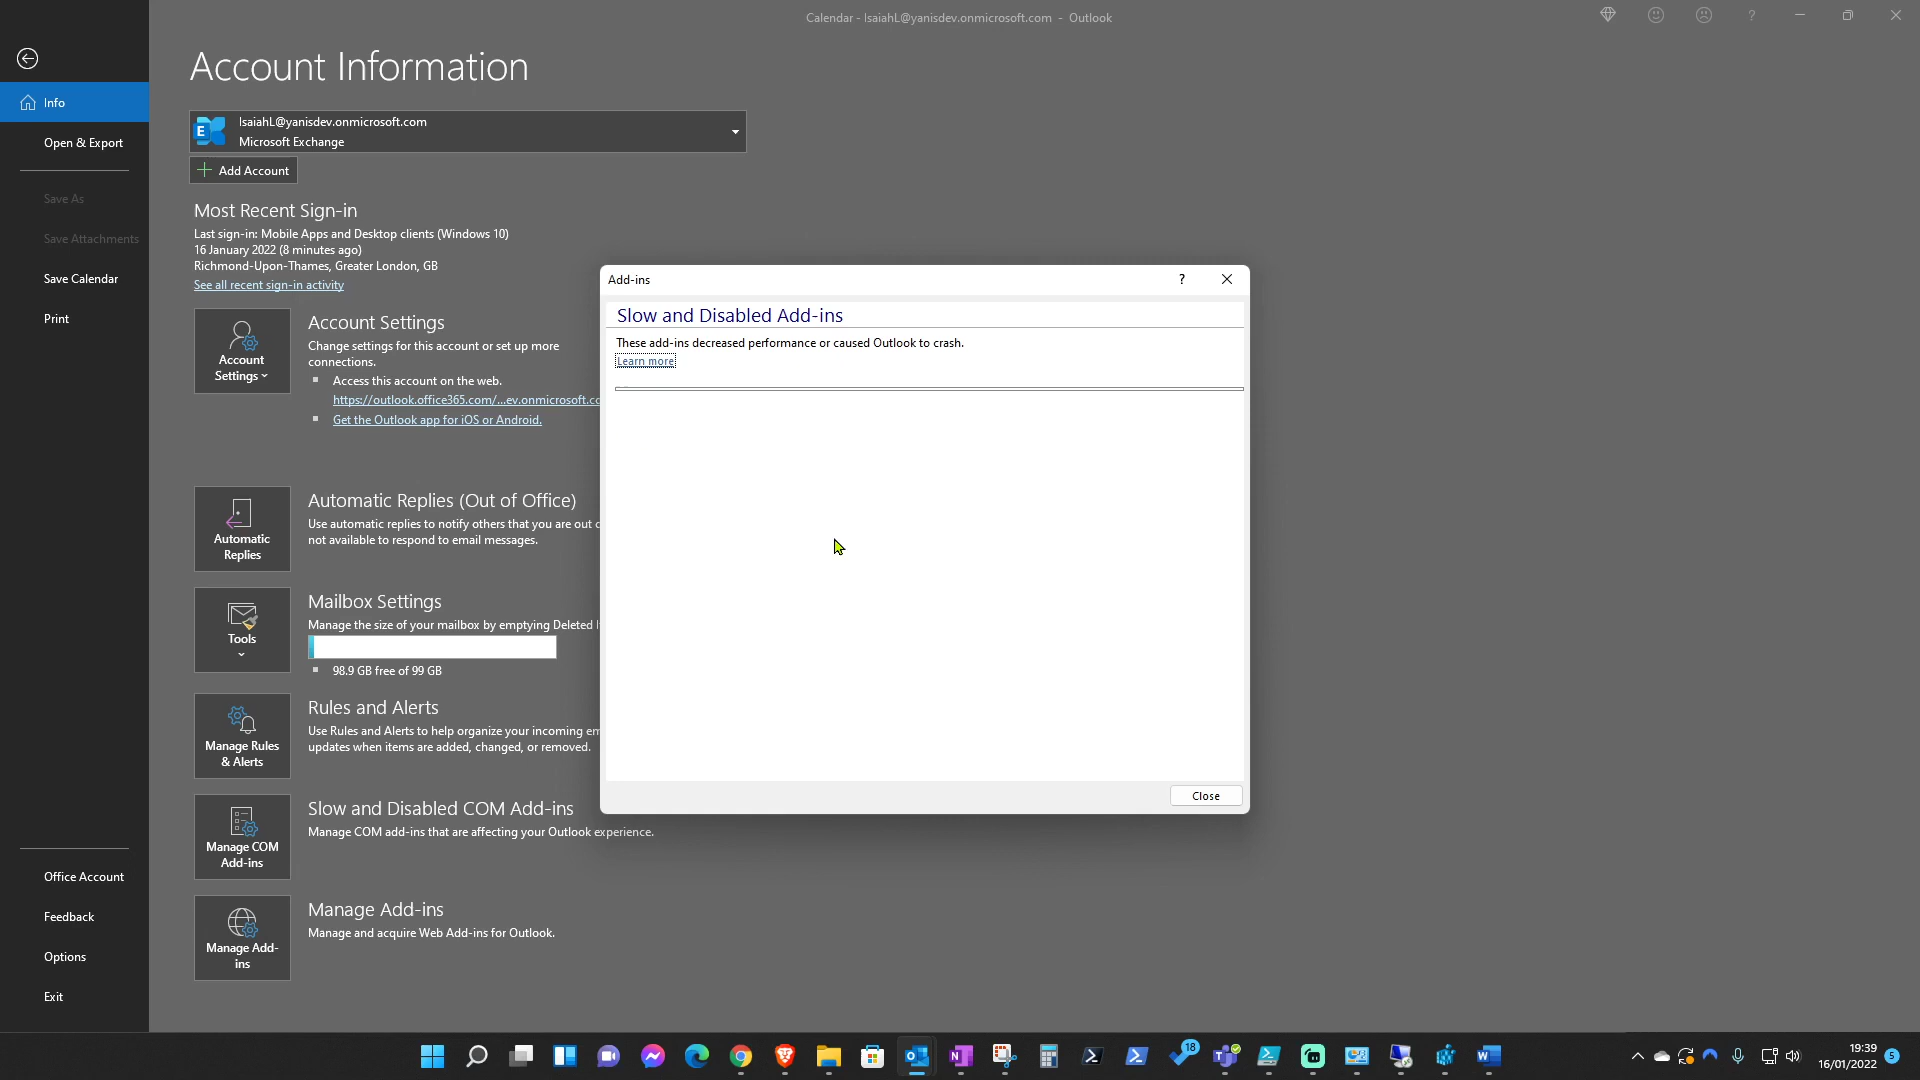 Calendar - IsaiahL@yanisdev.onmicrosoft.com - Outlook
?
Account Information
Info
Open & Export
Save As
Save Attachments
Save Calendar
Print
Office Account
Feedback
Options
Exit
E
IsaiahL@yanisdev.onmicrosoft.com
Microsoft Exchange
Add Account
Most Recent Sign-in
Last sign-in: Mobile Apps and Desktop clients (Windows 10)
16 January 2022 (8 minutes ago)
Richmond-Upon-Thames, Greater London, GB
See all recent sign-in activity
Account
Settings
Account Settings
Change settings for this account or set up more
connections.
Access this account on the web.
https://outlook.office365.com/...ev.onmicrosoft.co
Get the Outlook app for iOS or Android.
Automatic
Replies
Automatic Replies (Out of Office)
Use automatic replies to notify others that you are out
not available to respond to email messages.
Tools
Mailbox Settings
Manage the size of your mailbox by emptying Deleted
98.9 GB free of 99 GB
Manage Rules
& Alerts
Rules and Alerts
Use Rules and Alerts to help organize your incoming em
updates when items are added, changed, or removed.
Manage COM
Add-ins
Slow and Disabled COM Add-ins
Manage COM add-ins that are affecting your Outlook experience.
Manage Add-
ins
Manage Add-ins
Manage and acquire Web Add-ins for Outlook.
Add-ins
?
Slow and Disabled Add-ins
These add-ins decreased performance or caused Outlook to crash.
Learn more
Close
18
19:39
16/01/2022
5